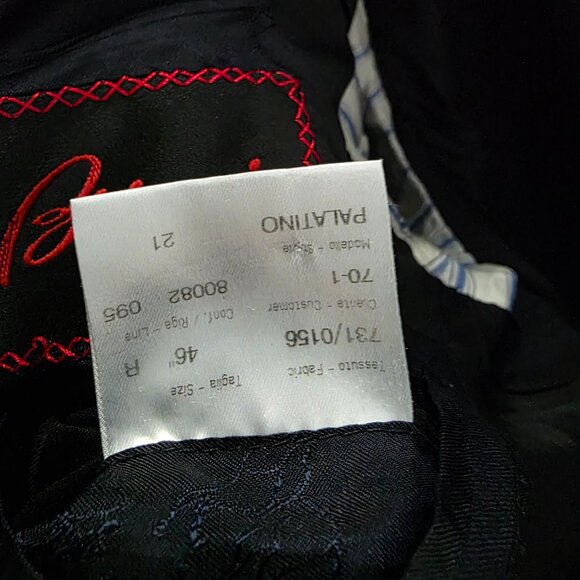 Tessuto - Fabric Taglia - Size
731/0156 46" R
Cliente - Customer Conf./ Riga - Line
70-1 80082 095
Modello - Style
PALATINO 21